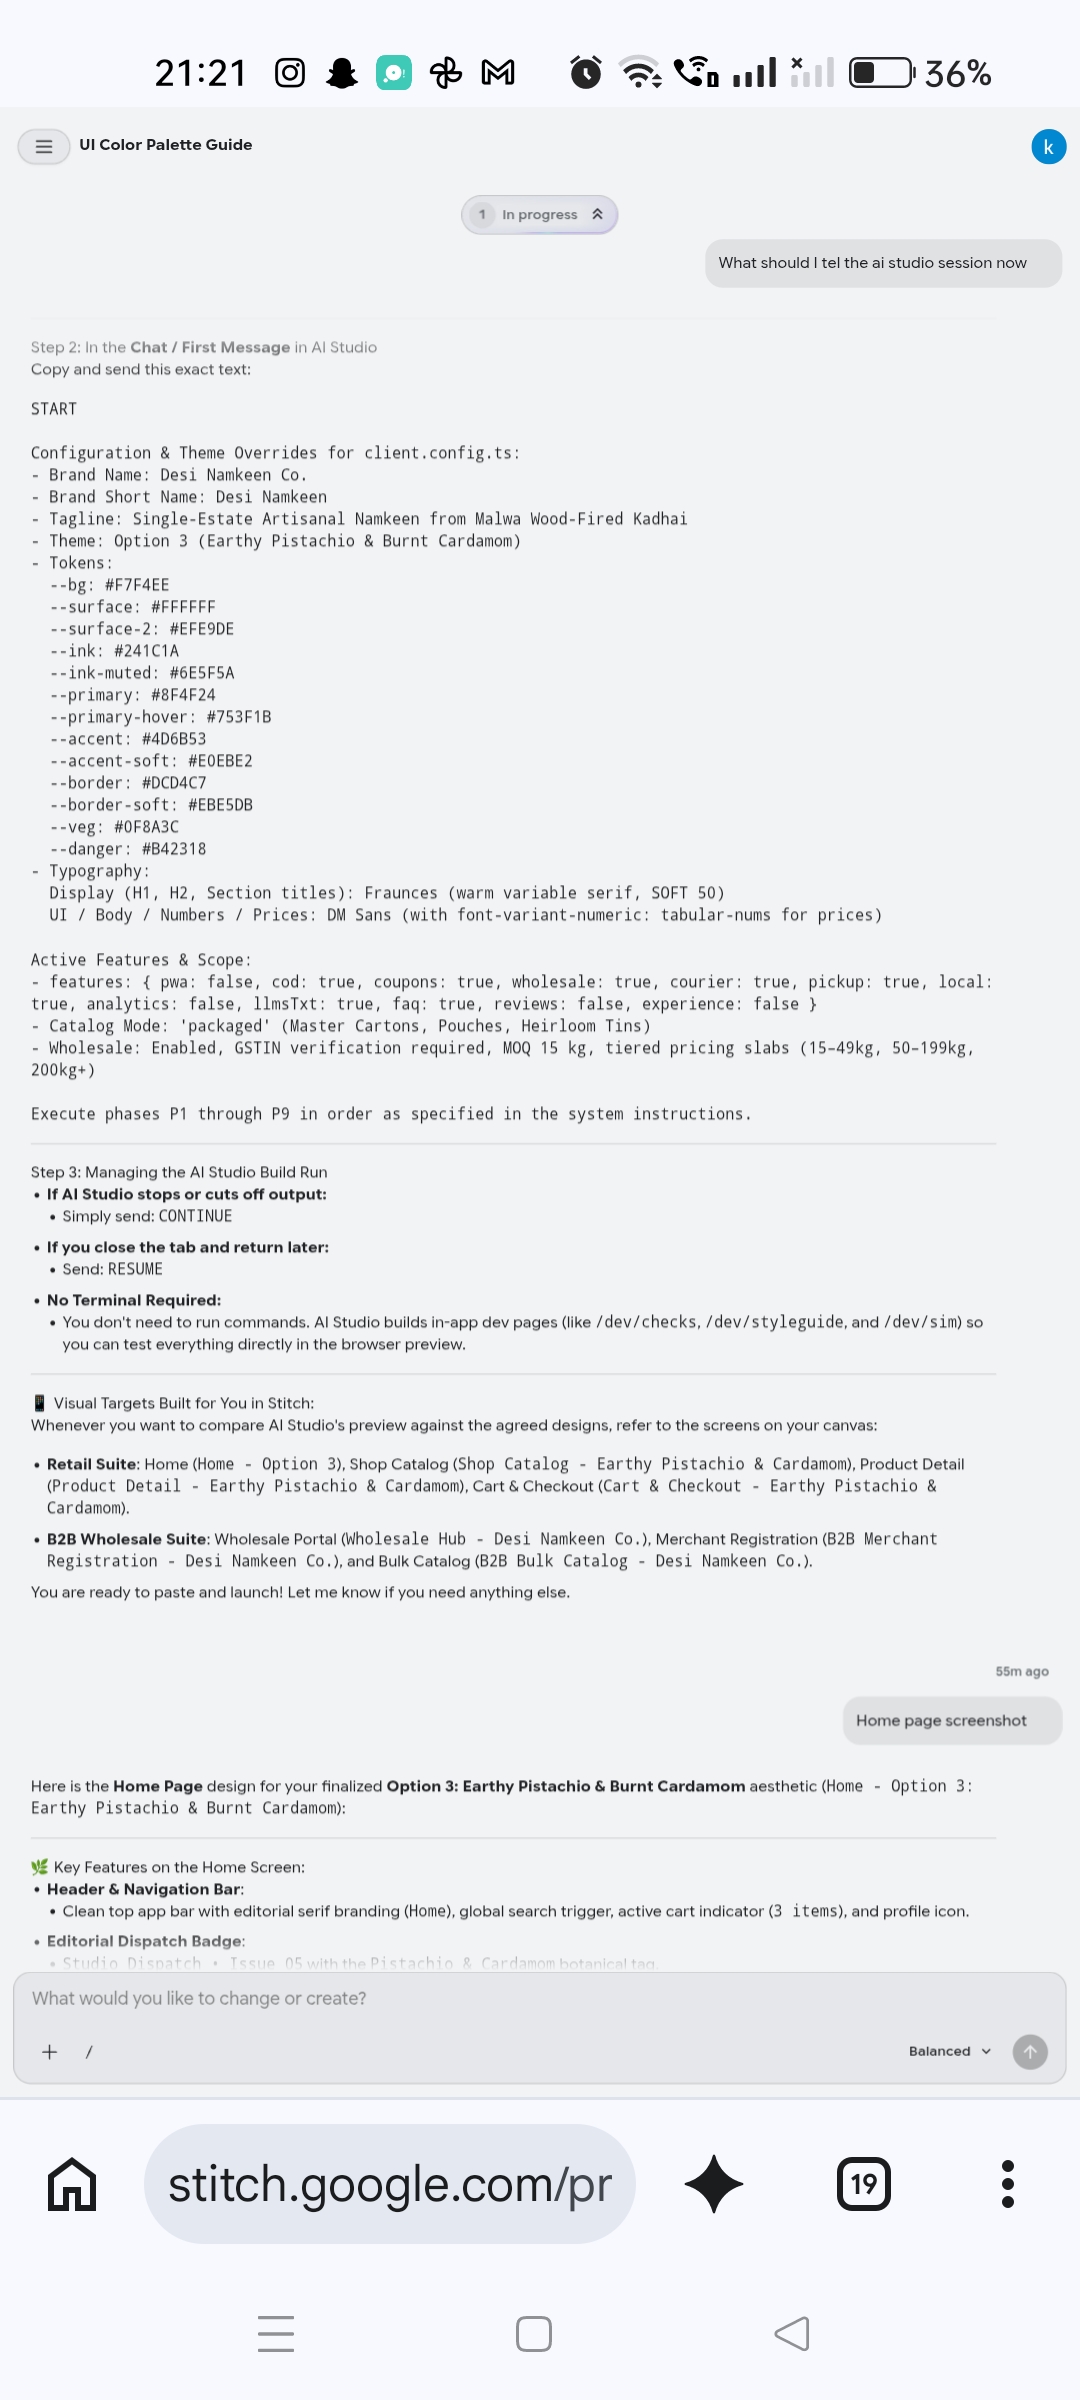 21:21
36%
UI Color Palette Guide
k
1 In progress
What should I tel the ai studio session now
Step 2: In the Chat / First Message in AI Studio
Copy and send this exact text:
START
Configuration & Theme Overrides for client.config.ts:
- Brand Name: Desi Namkeen Co.
- Brand Short Name: Desi Namkeen
- Tagline: Single-Estate Artisanal Namkeen from Malwa Wood-Fired Kadhai
- Theme: Option 3 (Earthy Pistachio & Burnt Cardamom)
- Tokens:
--bg: #F7F4EE
--surface: #FFFFFF
--surface-2: #EFE9DE
--ink: #241C1A
--ink-muted: #6E5F5A
--primary: #8F4F24
--primary-hover: #753F1B
--accent: #4D6B53
--accent-soft: #E0EBE2
--border: #DCD4C7
--border-soft: #EBE5DB
--veg: #0F8A3C
--danger: #B42318
- Typography:
Display (H1, H2, Section titles): Fraunces (warm variable serif, SOFT 50)
UI / Body / Numbers / Prices: DM Sans (with font-variant-numeric: tabular-nums for prices)
Active Features & Scope:
- features: { pwa: false, cod: true, coupons: true, wholesale: true, courier: true, pickup: true, local:
true, analytics: false, llmsTxt: true, faq: true, reviews: false, experience: false }
- Catalog Mode: 'packaged' (Master Cartons, Pouches, Heirloom Tins)
- Wholesale: Enabled, GSTIN verification required, MOQ 15 kg, tiered pricing slabs (15–49kg, 50–199kg,
200kg+)
Execute phases P1 through P9 in order as specified in the system instructions.
Step 3: Managing the AI Studio Build Run
• If AI Studio stops or cuts off output:
• Simply send: CONTINUE
• If you close the tab and return later:
• Send: RESUME
• No Terminal Required:
• You don't need to run commands. AI Studio builds in-app dev pages (like /dev/checks, /dev/styleguide, and /dev/sim) so
you can test everything directly in the browser preview.
📱 Visual Targets Built for You in Stitch:
Whenever you want to compare AI Studio's preview against the agreed designs, refer to the screens on your canvas:
• Retail Suite: Home (Home - Option 3), Shop Catalog (Shop Catalog - Earthy Pistachio & Cardamom), Product Detail
(Product Detail - Earthy Pistachio & Cardamom), Cart & Checkout (Cart & Checkout - Earthy Pistachio &
Cardamom).
• B2B Wholesale Suite: Wholesale Portal (Wholesale Hub - Desi Namkeen Co.), Merchant Registration (B2B Merchant
Registration - Desi Namkeen Co.), and Bulk Catalog (B2B Bulk Catalog - Desi Namkeen Co.).
You are ready to paste and launch! Let me know if you need anything else.
55m ago
Home page screenshot
Here is the Home Page design for your finalized Option 3: Earthy Pistachio & Burnt Cardamom aesthetic (Home - Option 3:
Earthy Pistachio & Burnt Cardamom):
🌿 Key Features on the Home Screen:
• Header & Navigation Bar:
• Clean top app bar with editorial serif branding (Home), global search trigger, active cart indicator (3 items), and profile icon.
• Editorial Dispatch Badge:
• Studio Dispatch • Issue 05 with the Pistachio & Cardamom botanical tag.
What would you like to change or create?
+ /
Balanced
stitch.google.com/pr
19